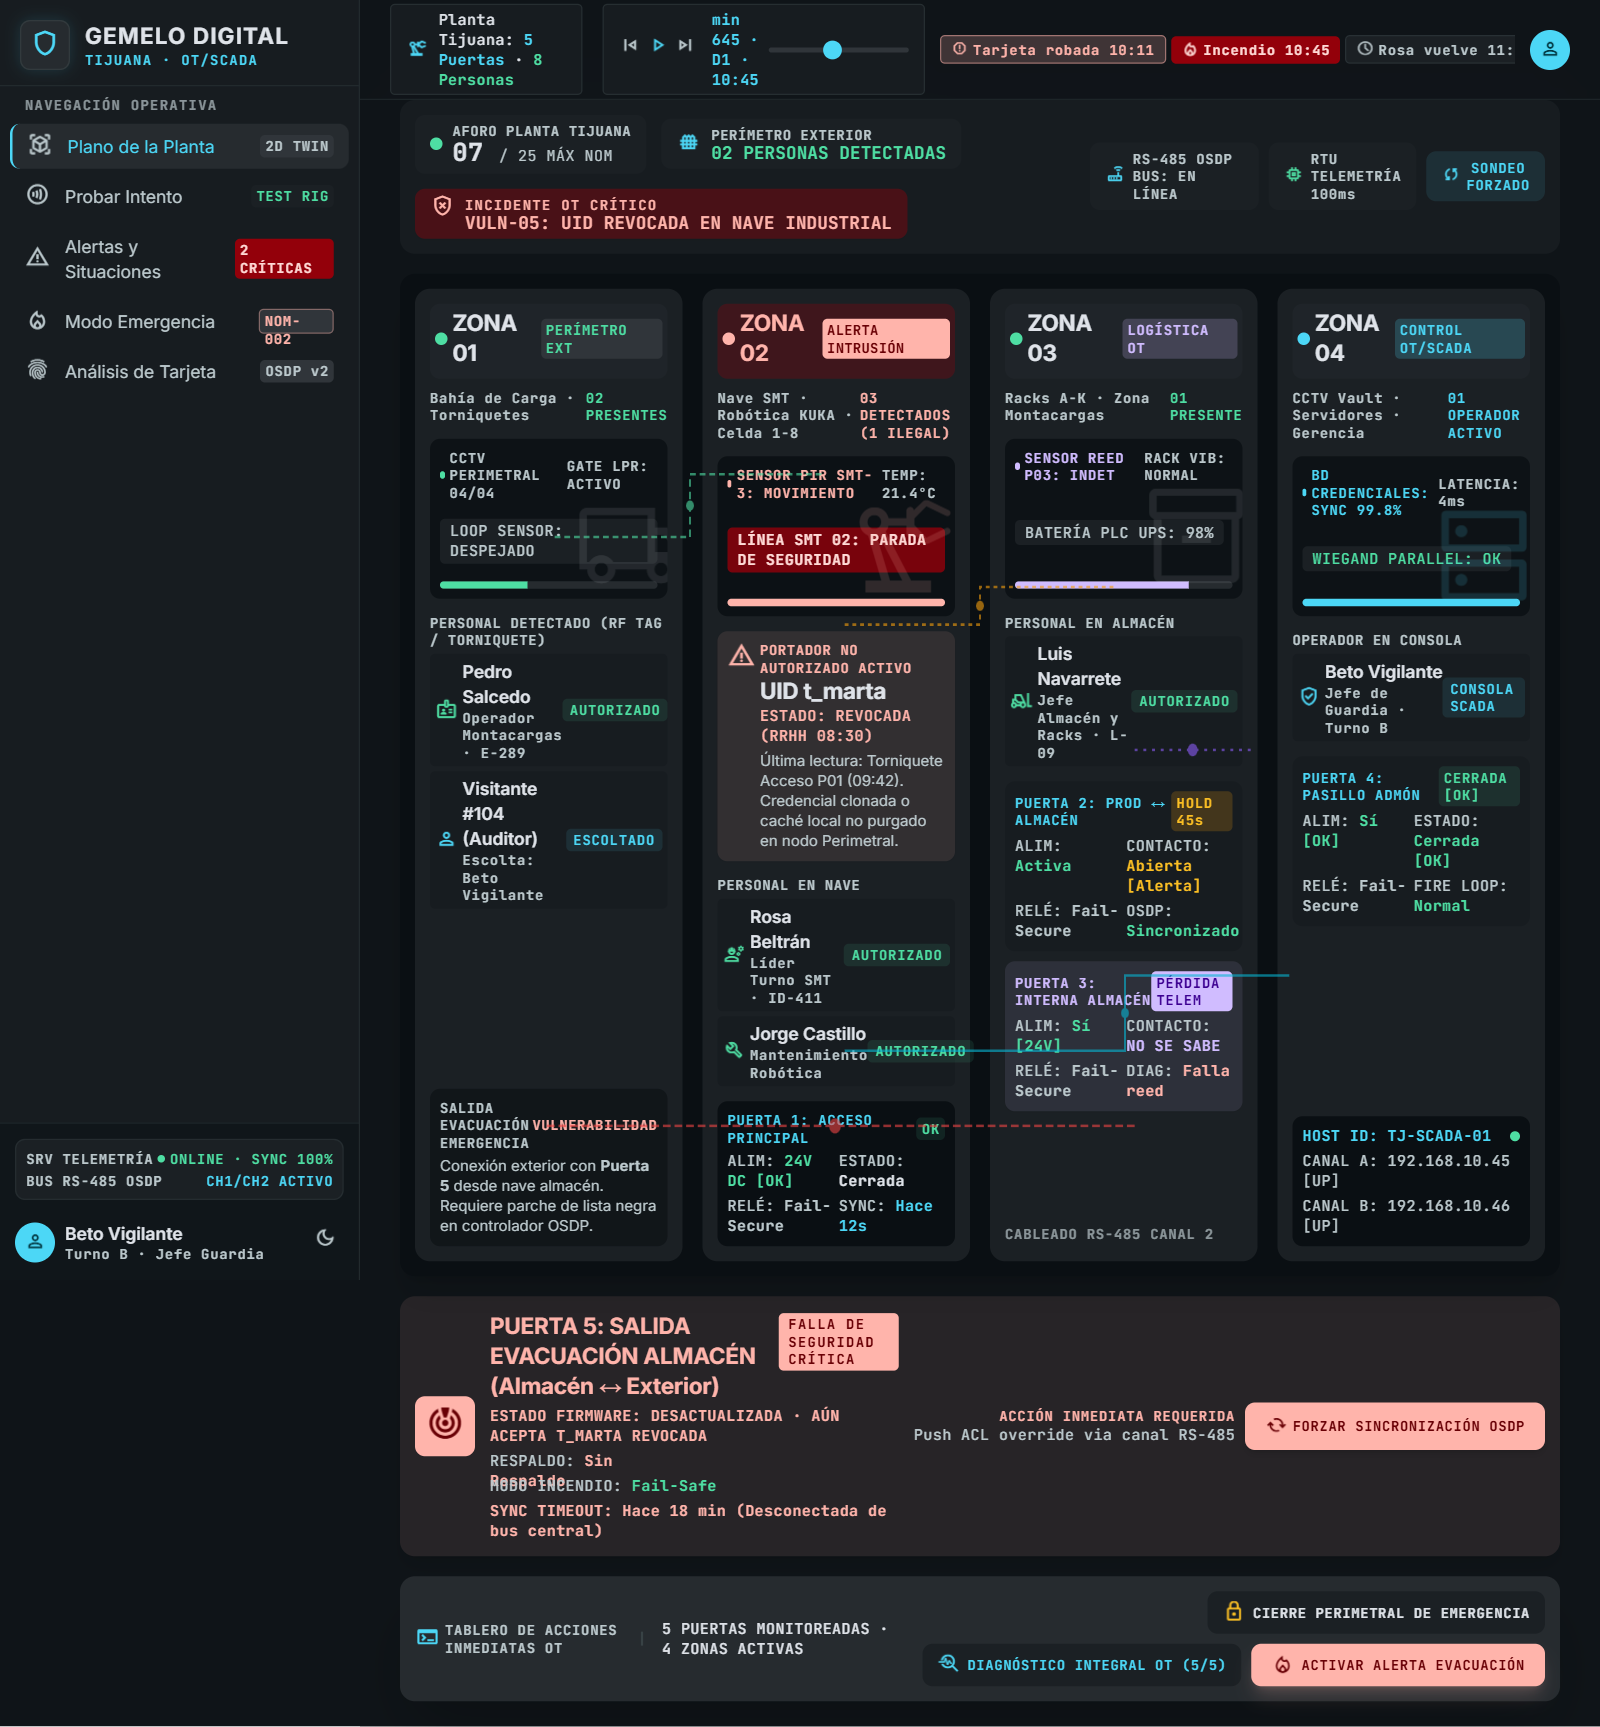 GEMELO DIGITAL
TIJUANA · OT/SCADA
NAVEGACIÓN OPERATIVA
Plano de la Planta
2D TWIN
Probar Intento
TEST RIG
Alertas y
Situaciones
2
CRÍTICAS
Modo Emergencia
NOM-
002
Análisis de Tarjeta
OSDP v2
SRV TELEMETRÍA
ONLINE · SYNC 100%
BUS RS-485 OSDP
CH1/CH2 ACTIVO
Beto Vigilante
Turno B · Jefe Guardia
Planta
Tijuana: 5
Puertas · 8
Personas
min
645 ·
D1 ·
10:45
Tarjeta robada 10:11
Incendio 10:45
Rosa vuelve 11:
AFORO PLANTA TIJUANA
07 / 25 MÁX NOM
PERÍMETRO EXTERIOR
02 PERSONAS DETECTADAS
INCIDENTE OT CRÍTICO
VULN-05: UID REVOCADA EN NAVE INDUSTRIAL
RS-485 OSDP
BUS: EN
LÍNEA
RTU
TELEMETRÍA
100ms
SONDEO
FORZADO
ZONA
01
PERÍMETRO
EXT
Bahía de Carga ·
Torniquetes
02
PRESENTES
CCTV
PERIMETRAL
04/04
GATE LPR:
ACTIVO
LOOP SENSOR:
DESPEJADO
PERSONAL DETECTADO (RF TAG
/ TORNIQUETE)
Pedro
Salcedo
Operador
Montacargas
· E-289
AUTORIZADO
Visitante
#104
(Auditor)
Escolta:
Beto
Vigilante
ESCOLTADO
SALIDA
EVACUACIÓN
EMERGENCIA
VULNERABILIDAD
Conexión exterior con Puerta
5 desde nave almacén.
Requiere parche de lista negra
en controlador OSDP.
ZONA
02
ALERTA
INTRUSIÓN
Nave SMT ·
Robótica KUKA ·
Celda 1-8
03
DETECTADOS
(1 ILEGAL)
SENSOR PIR SMT-
3: MOVIMIENTO
TEMP:
21.4°C
LÍNEA SMT 02: PARADA
DE SEGURIDAD
PORTADOR NO
AUTORIZADO ACTIVO
UID t_marta
ESTADO: REVOCADA
(RRHH 08:30)
Última lectura: Torniquete
Acceso P01 (09:42).
Credencial clonada o
caché local no purgado
en nodo Perimetral.
PERSONAL EN NAVE
Rosa
Beltrán
Líder
Turno SMT
· ID-411
AUTORIZADO
Jorge Castillo
Mantenimiento
Robótica
AUTORIZADO
PUERTA 1: ACCESO
PRINCIPAL
OK
ALIM: 24V
DC [OK]
ESTADO:
Cerrada
RELÉ: Fail-
Secure
SYNC: Hace
12s
ZONA
03
LOGÍSTICA
OT
Racks A-K · Zona
Montacargas
01
PRESENTE
SENSOR REED
P03: INDET
RACK VIB:
NORMAL
BATERÍA PLC UPS: 98%
PERSONAL EN ALMACÉN
Luis
Navarrete
Jefe
Almacén y
Racks · L-
09
AUTORIZADO
PUERTA 2: PROD ↔
ALMACÉN
HOLD
45s
ALIM:
Activa
CONTACTO:
Abierta
[Alerta]
RELÉ: Fail-
Secure
OSDP:
Sincronizado
PUERTA 3:
INTERNA ALMACÉN
PÉRDIDA
TELEM
ALIM: Sí
[24V]
CONTACTO:
NO SE SABE
RELÉ: Fail-
Secure
DIAG: Falla
reed
CABLEADO RS-485 CANAL 2
ZONA
04
CONTROL
OT/SCADA
CCTV Vault ·
Servidores ·
Gerencia
01
OPERADOR
ACTIVO
BD
CREDENCIALES:
SYNC 99.8%
LATENCIA:
4ms
WIEGAND PARALLEL: OK
OPERADOR EN CONSOLA
Beto Vigilante
Jefe de
Guardia ·
Turno B
CONSOLA
SCADA
PUERTA 4:
PASILLO ADMÓN
CERRADA
[OK]
ALIM: Sí
[OK]
ESTADO:
Cerrada
[OK]
RELÉ: Fail-
Secure
FIRE LOOP:
Normal
HOST ID: TJ-SCADA-01
CANAL A: 192.168.10.45
[UP]
CANAL B: 192.168.10.46
[UP]
PUERTA 5: SALIDA
EVACUACIÓN ALMACÉN
(Almacén ↔ Exterior)
FALLA DE
SEGURIDAD
CRÍTICA
ESTADO FIRMWARE: DESACTUALIZADA · AÚN
ACEPTA T_MARTA REVOCADA
RESPALDO: Sin
Respaldo
MODO INCENDIO: Fail-Safe
SYNC TIMEOUT: Hace 18 min (Desconectada de
bus central)
ACCIÓN INMEDIATA REQUERIDA
Push ACL override via canal RS-485
FORZAR SINCRONIZACIÓN OSDP
TABLERO DE ACCIONES
INMEDIATAS OT
|
5 PUERTAS MONITOREADAS ·
4 ZONAS ACTIVAS
CIERRE PERIMETRAL DE EMERGENCIA
DIAGNÓSTICO INTEGRAL OT (5/5)
ACTIVAR ALERTA EVACUACIÓN